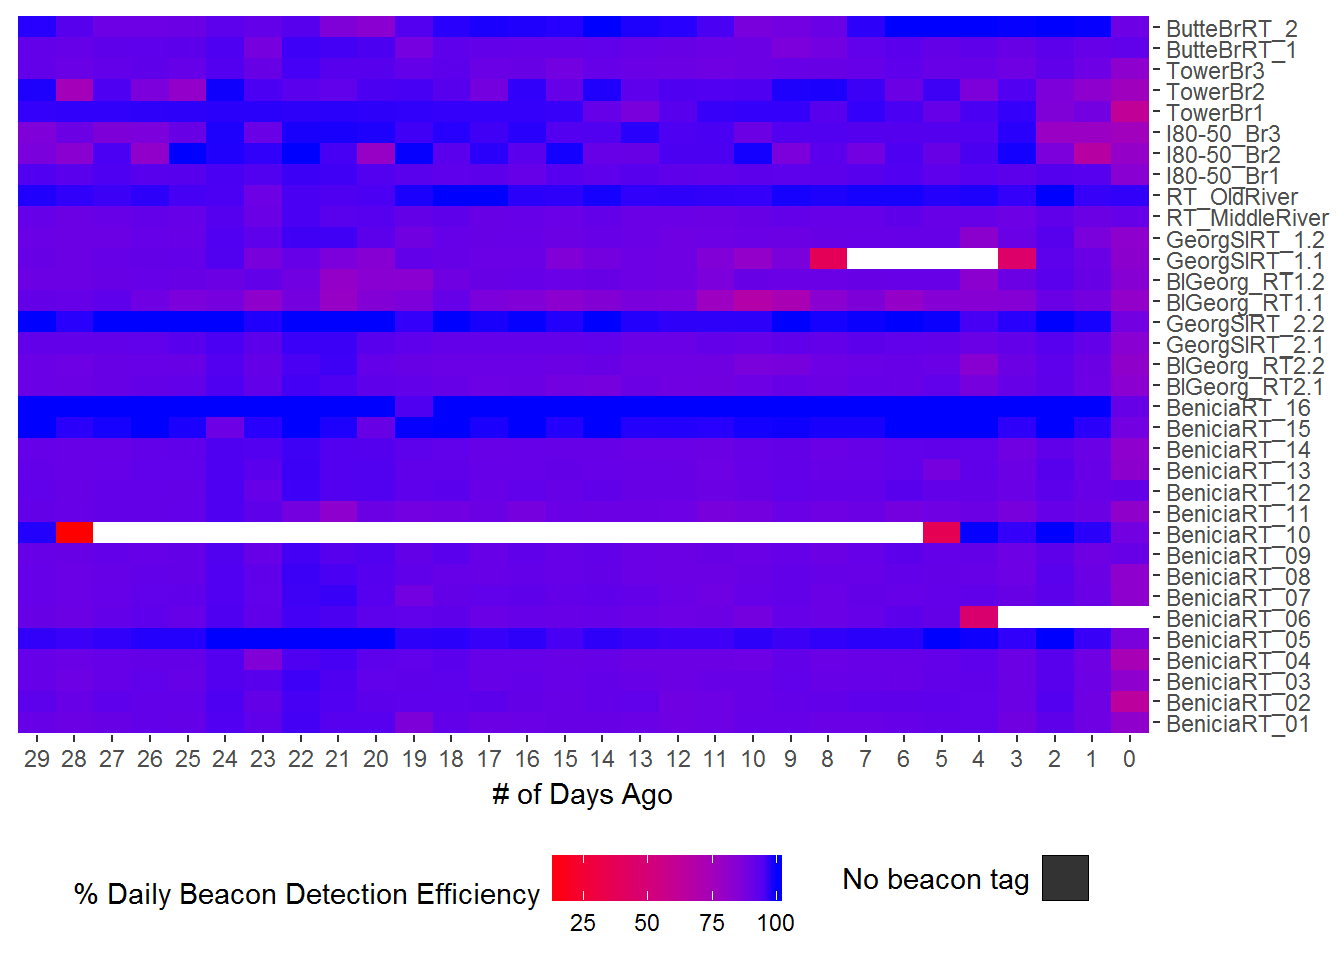 ButteBrRT_2
ButteBrRT_1
TowerBr3
TowerBr2
TowerBr1
I80-50_Br3
I80-50_Br2
I80-50_Br1
RT_OldRiver
RT_MiddleRiver
GeorgSlRT_1.2
GeorgSlRT_1.1
BlGeorg_RT1.2
BlGeorg_RT1.1
GeorgSlRT_2.2
GeorgSlRT_2.1
BlGeorg_RT2.2
BlGeorg_RT2.1
BeniciaRT_16
BeniciaRT_15
BeniciaRT_14
BeniciaRT_13
BeniciaRT_12
BeniciaRT_11
BeniciaRT_10
BeniciaRT_09
BeniciaRT_08
BeniciaRT_07
BeniciaRT_06
BeniciaRT_05
BeniciaRT_04
BeniciaRT_03
BeniciaRT_02
BeniciaRT_01
29 28 27 26 25 24 23 22 21 20 19 18 17 16 15 14 13 12 11 10 9 8 7 6 5 4 3 2 1 0
# of Days Ago
% Daily Beacon Detection Efficiency
25 50 75 100
No beacon tag